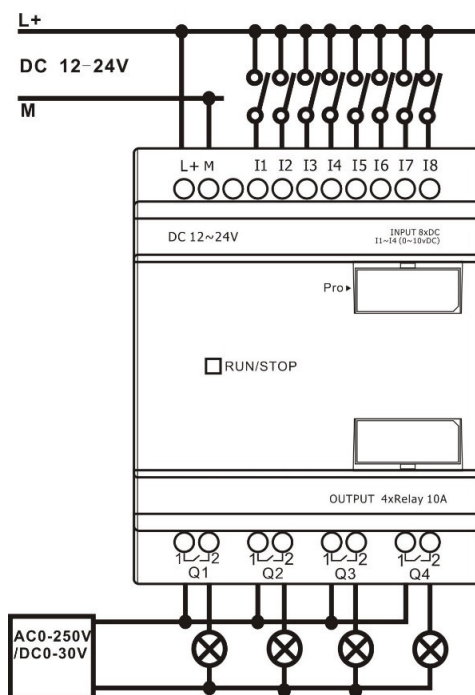 L+
DC 12-24V
M
L+ M I1 I2 I3 I4 I5 I6 I7 I8
DC 12~24V
INPUT 8xDC
I1~I4 (0~10vDC)
Pro▸
RUN/STOP
OUTPUT 4xRelay 10A
1 2 1 2 1 2 1 2
Q1 Q2 Q3 Q4
AC0-250V
/DC0-30V